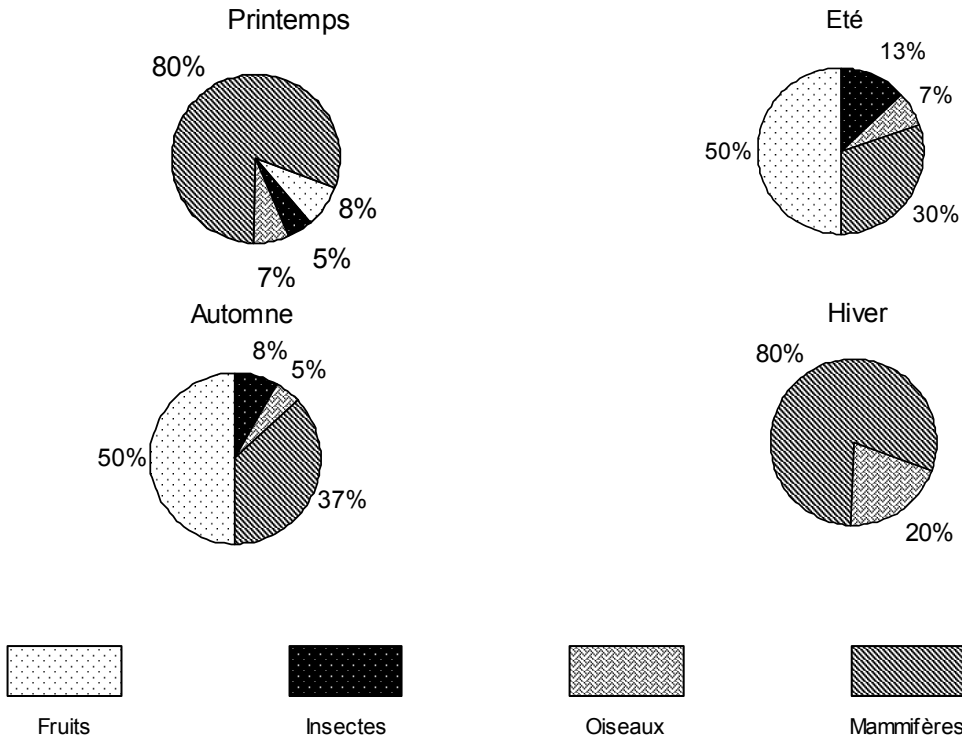 Printemps
80%
8%
5%
7%
Eté
13%
7%
50%
30%
Automne
8%
5%
50%
37%
Hiver
80%
20%
Fruits
Insectes
Oiseaux
Mammifères